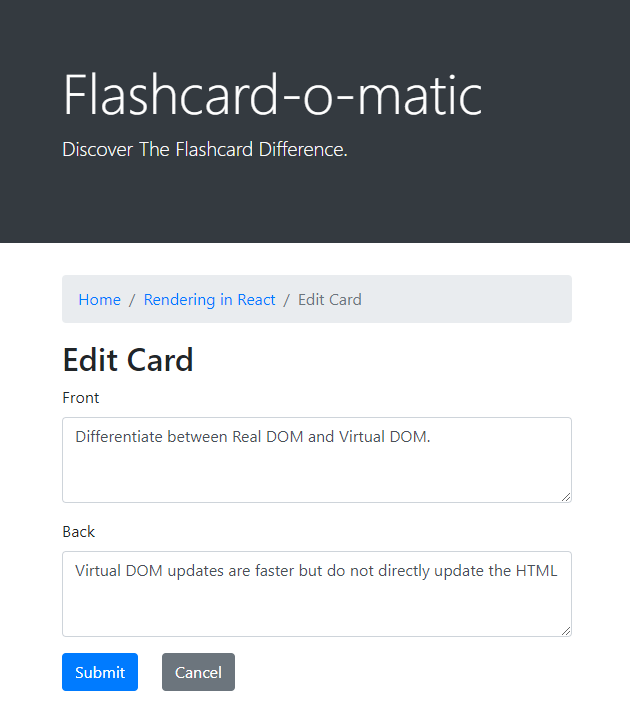 Flashcard-o-matic
Discover The Flashcard Difference.
Home / Rendering in React / Edit Card
Edit Card
Front
Differentiate between Real DOM and Virtual DOM.
Back
Virtual DOM updates are faster but do not directly update the HTML
Submit Cancel